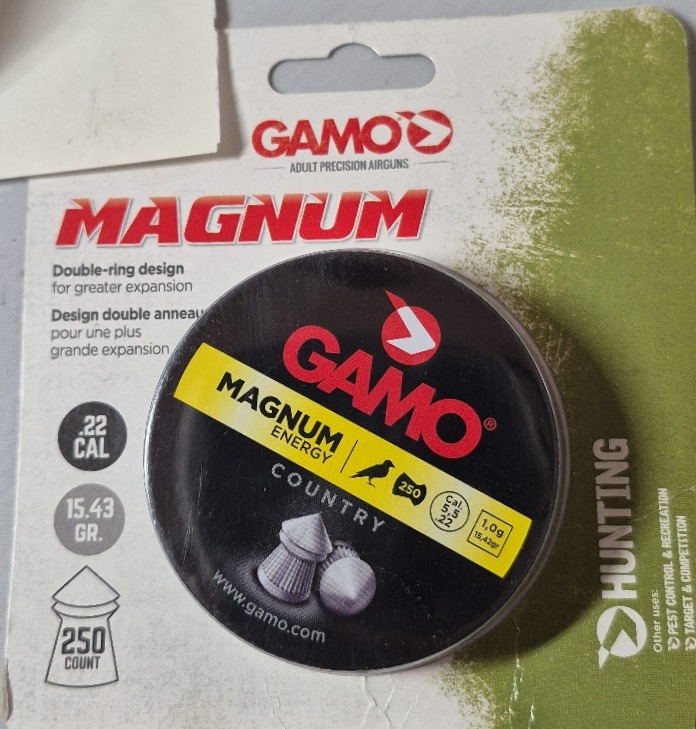 GAMO
ADULT PRECISION AIRGUNS
MAGNUM
Double-ring design
for greater expansion
Design double anneau
pour une plus
grande expansion
.22
CAL
15.43
GR.
250
COUNT
GAMO®
MAGNUM
ENERGY
250
Cal.
5,5
.22
1,0g
15,42gr
COUNTRY
www.gamo.com
HUNTING
Other uses:
PEST CONTROL & RECREATION
TARGET & COMPETITION